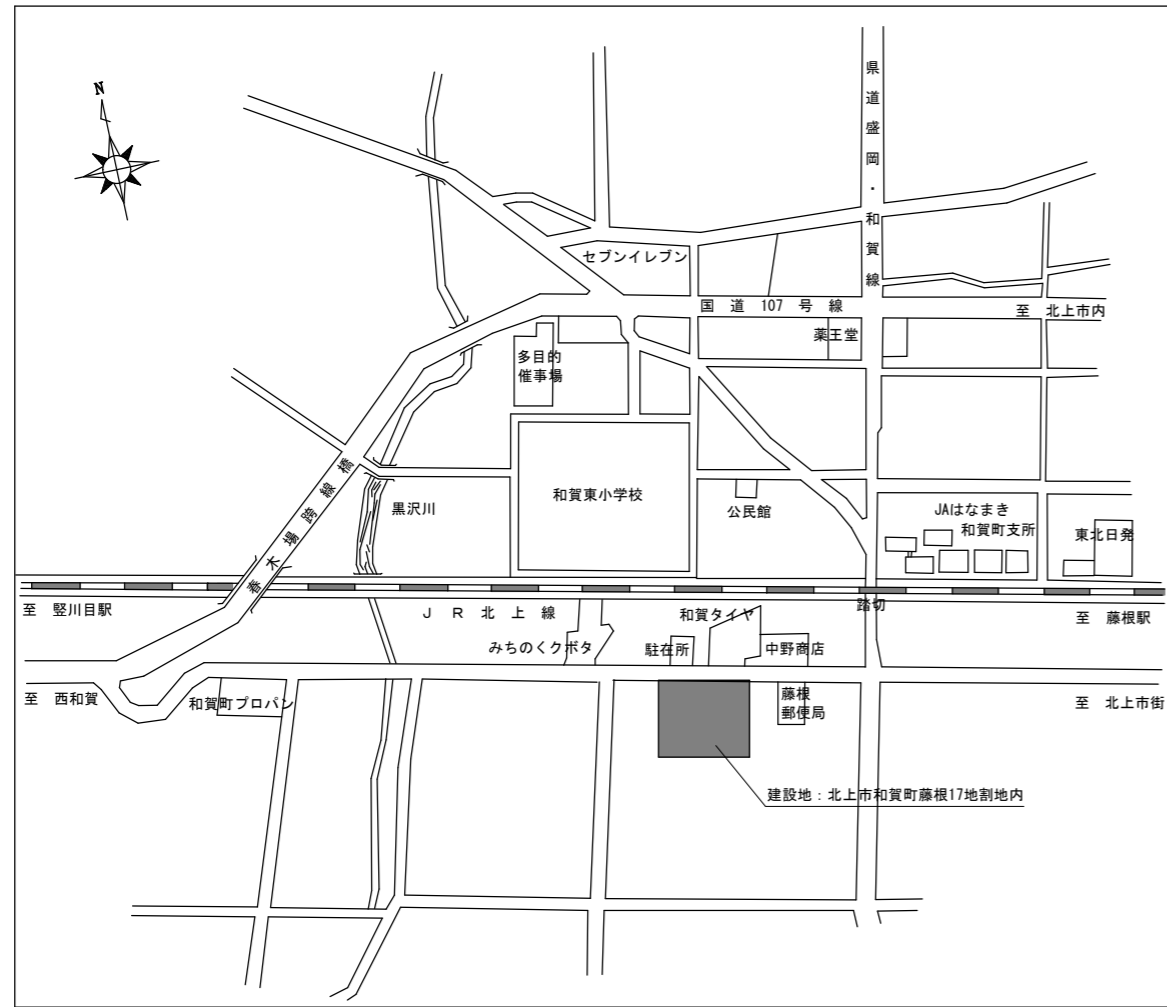 N
県道盛岡・和賀線
セブンイレブン
国道107号線
至 北上市内
薬王堂
多目的
催事場
春木場跨線橋
黒沢川
和賀東小学校
公民館
JAはなまき
和賀町支所
東北日発
至 竪川目駅
JR北上線
和賀タイヤ
踏切
至 藤根駅
みちのくクボタ
駐在所
中野商店
至 西和賀
和賀町プロパン
藤根
郵便局
至 北上市街
建設地：北上市和賀町藤根17地割地内